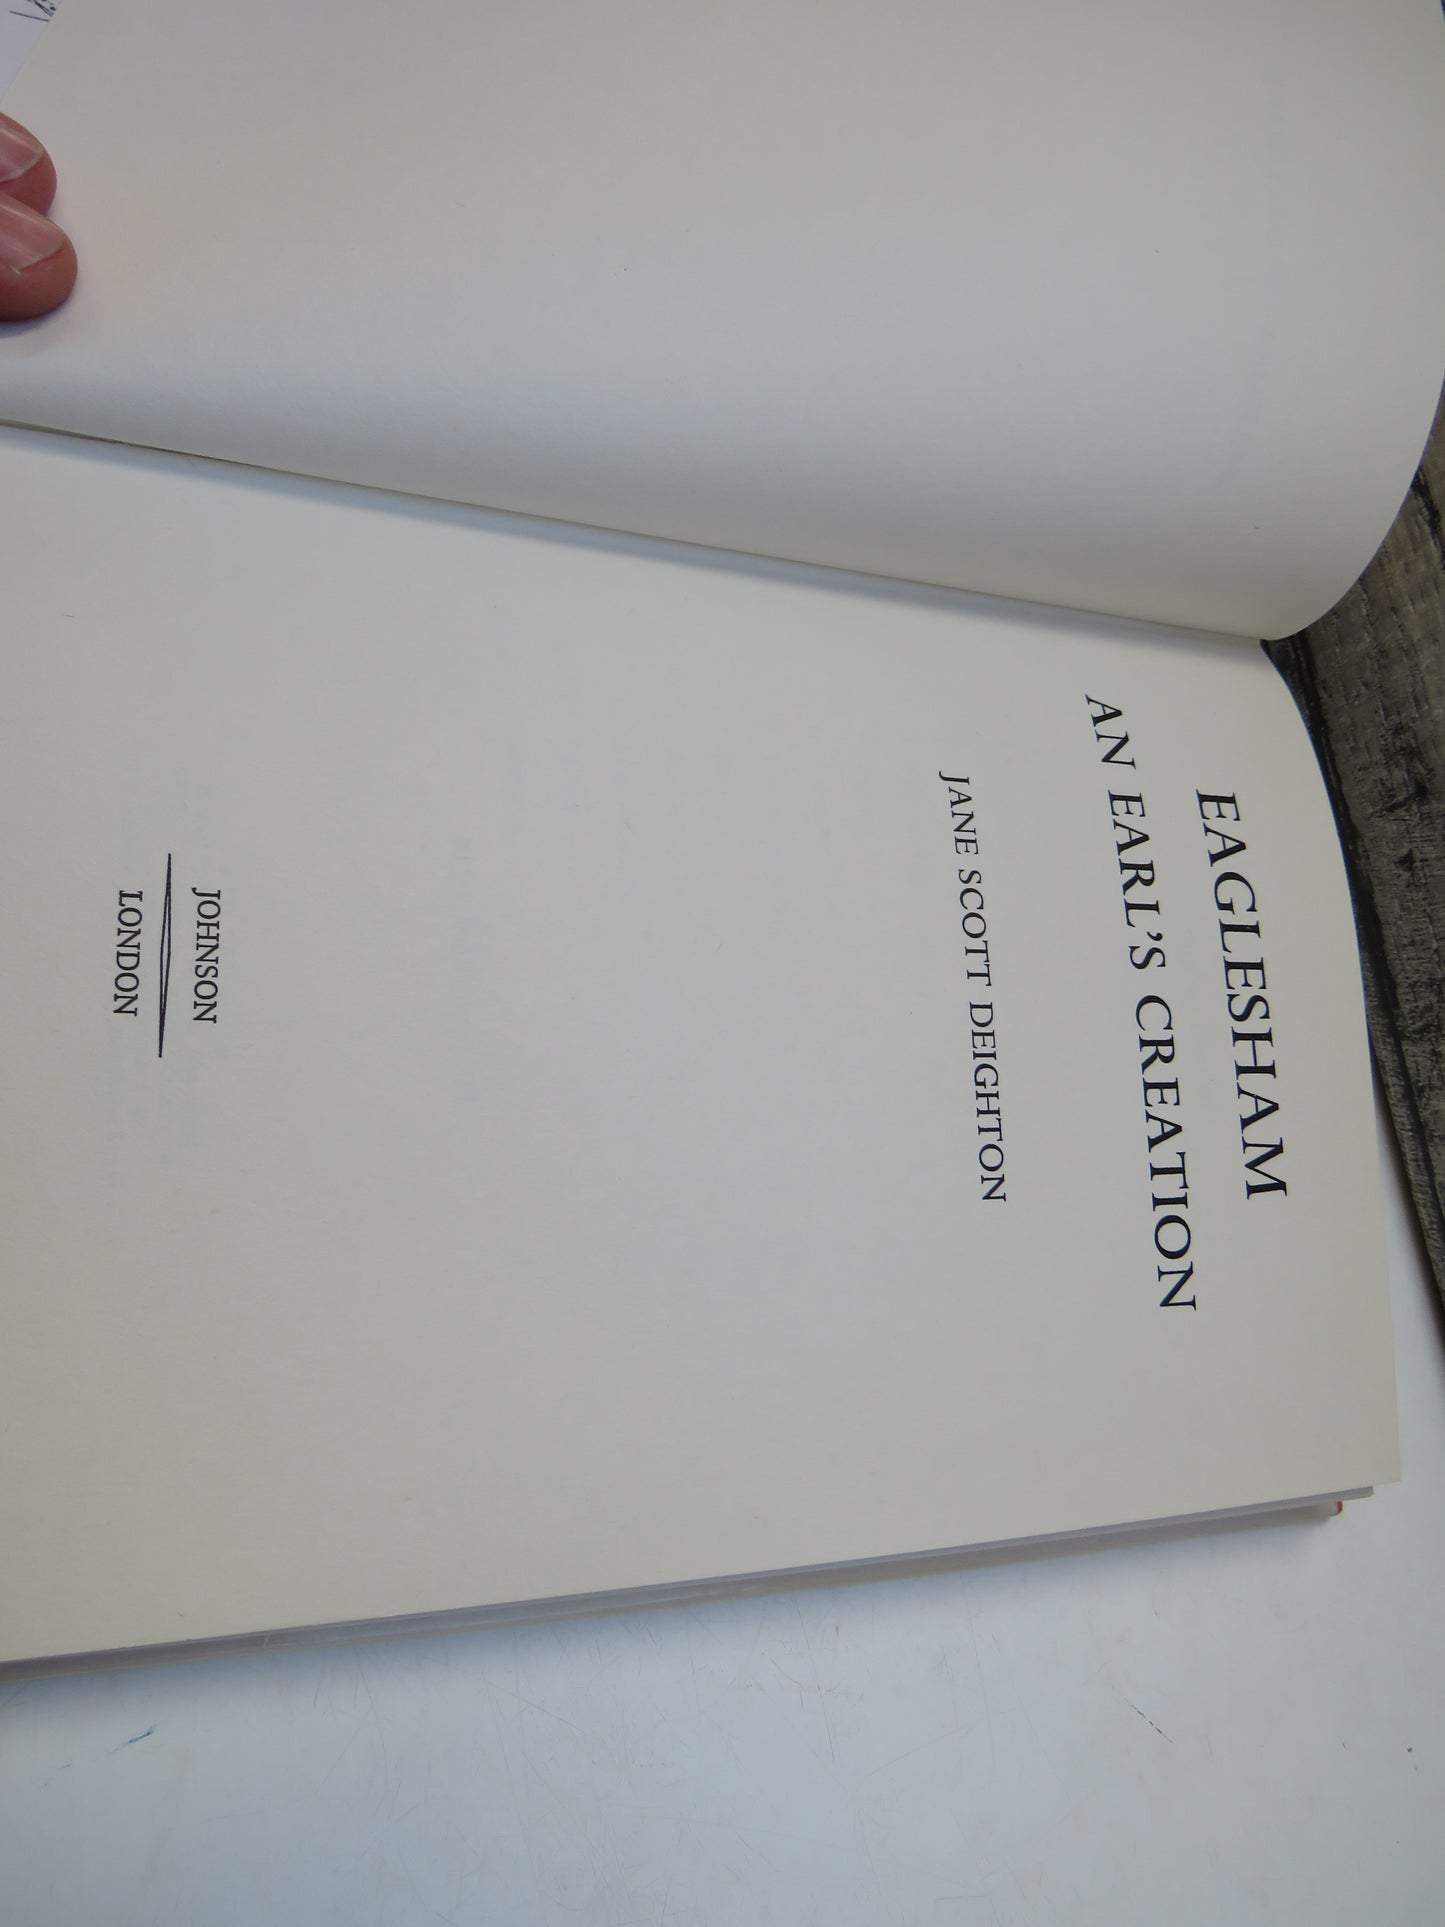 EAGLESHAM
AN EARL'S CREATION
JANE SCOTT DEIGHTON
JOHNSON
LONDON